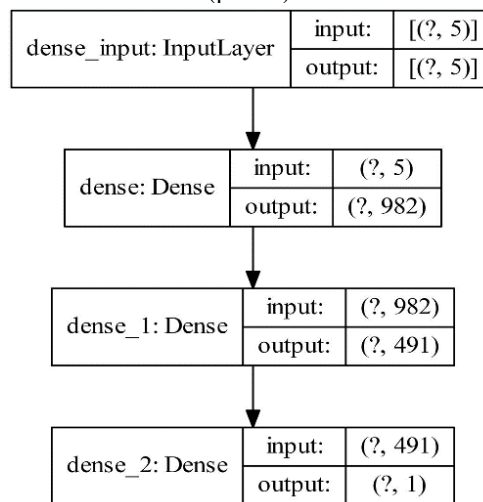 dense_input: InputLayer
input: [(?, 5)]
output: [(?, 5)]
dense: Dense
input: (?, 5)
output: (?, 982)
dense_1: Dense
input: (?, 982)
output: (?, 491)
dense_2: Dense
input: (?, 491)
output: (?, 1)